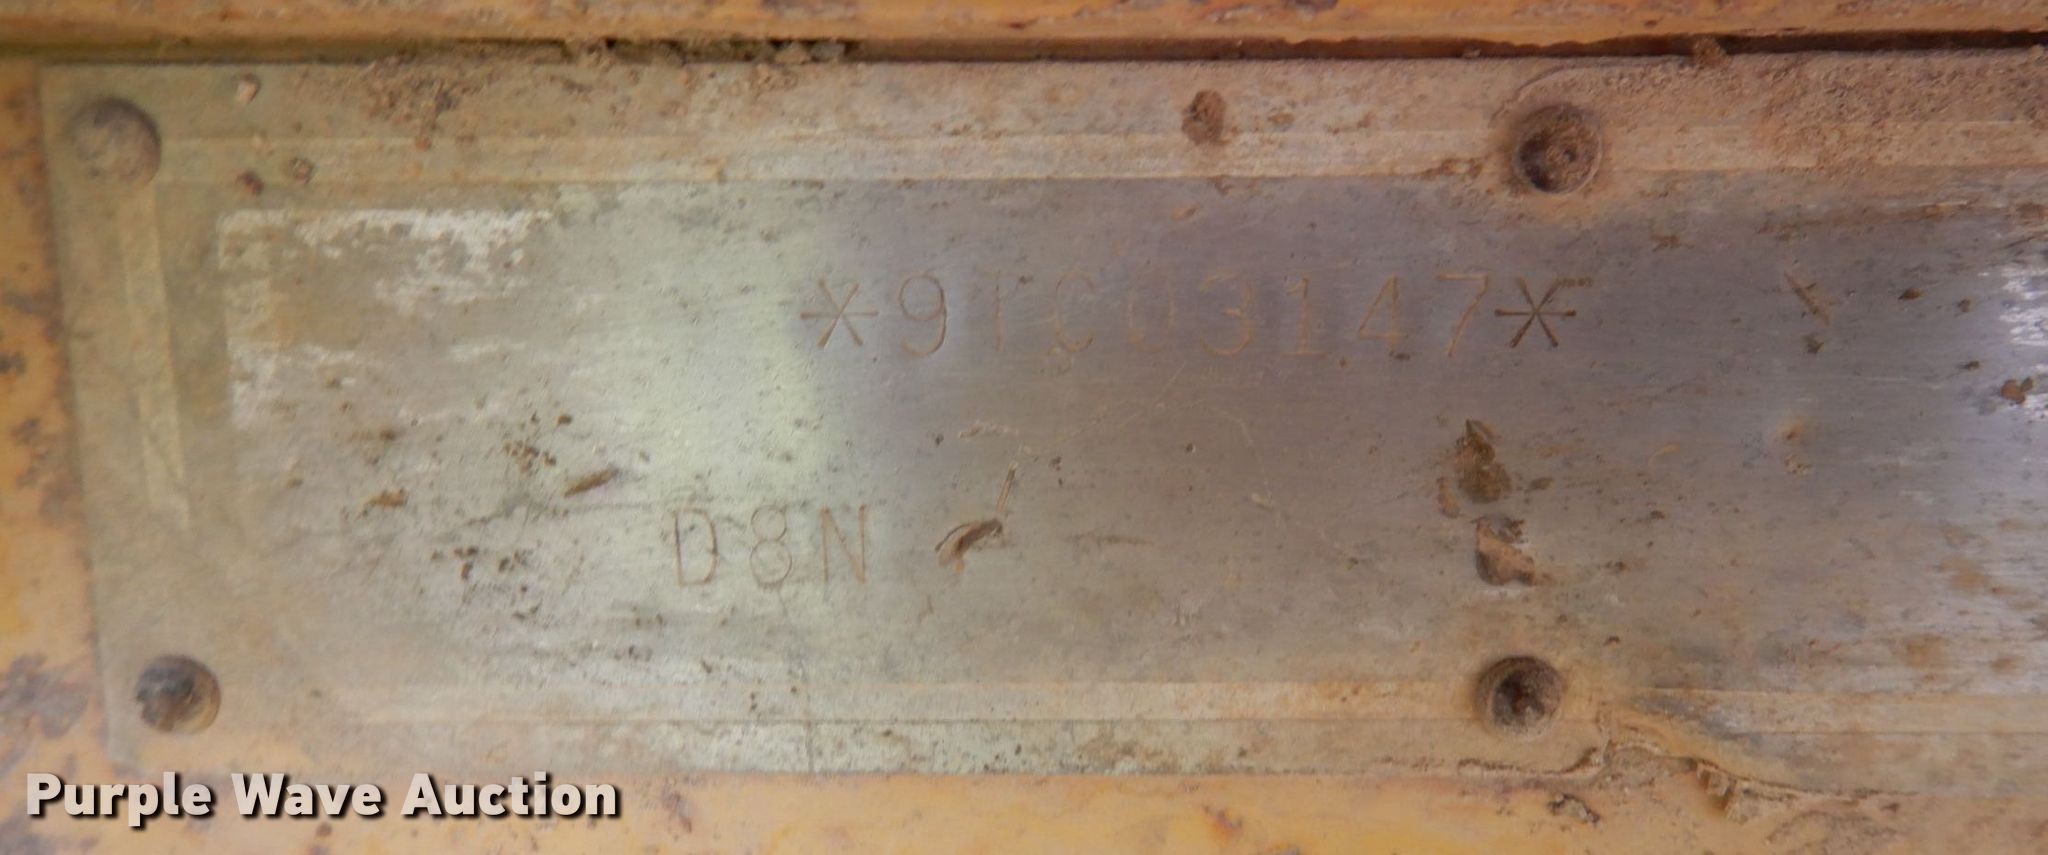 *9TC03147*
D8N
Purple Wave Auction